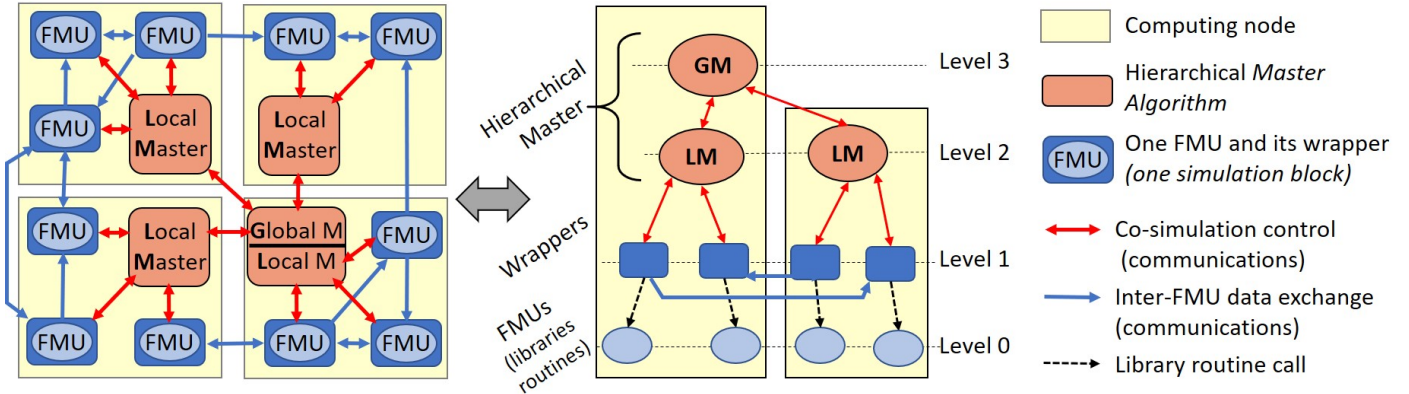 FMU
FMU
FMU
Local
Master
FMU
FMU
Local
Master
FMU
Local
Master
FMU
FMU
Global M
Local M
FMU
FMU
FMU
Hierarchical
Master
Wrappers
FMUs
(libraries
routines)
GM
LM
LM
Level 3
Level 2
Level 1
Level 0
Computing node
Hierarchical Master
Algorithm
FMU
One FMU and its wrapper
(one simulation block)
Co-simulation control
(communications)
Inter-FMU data exchange
(communications)
Library routine call